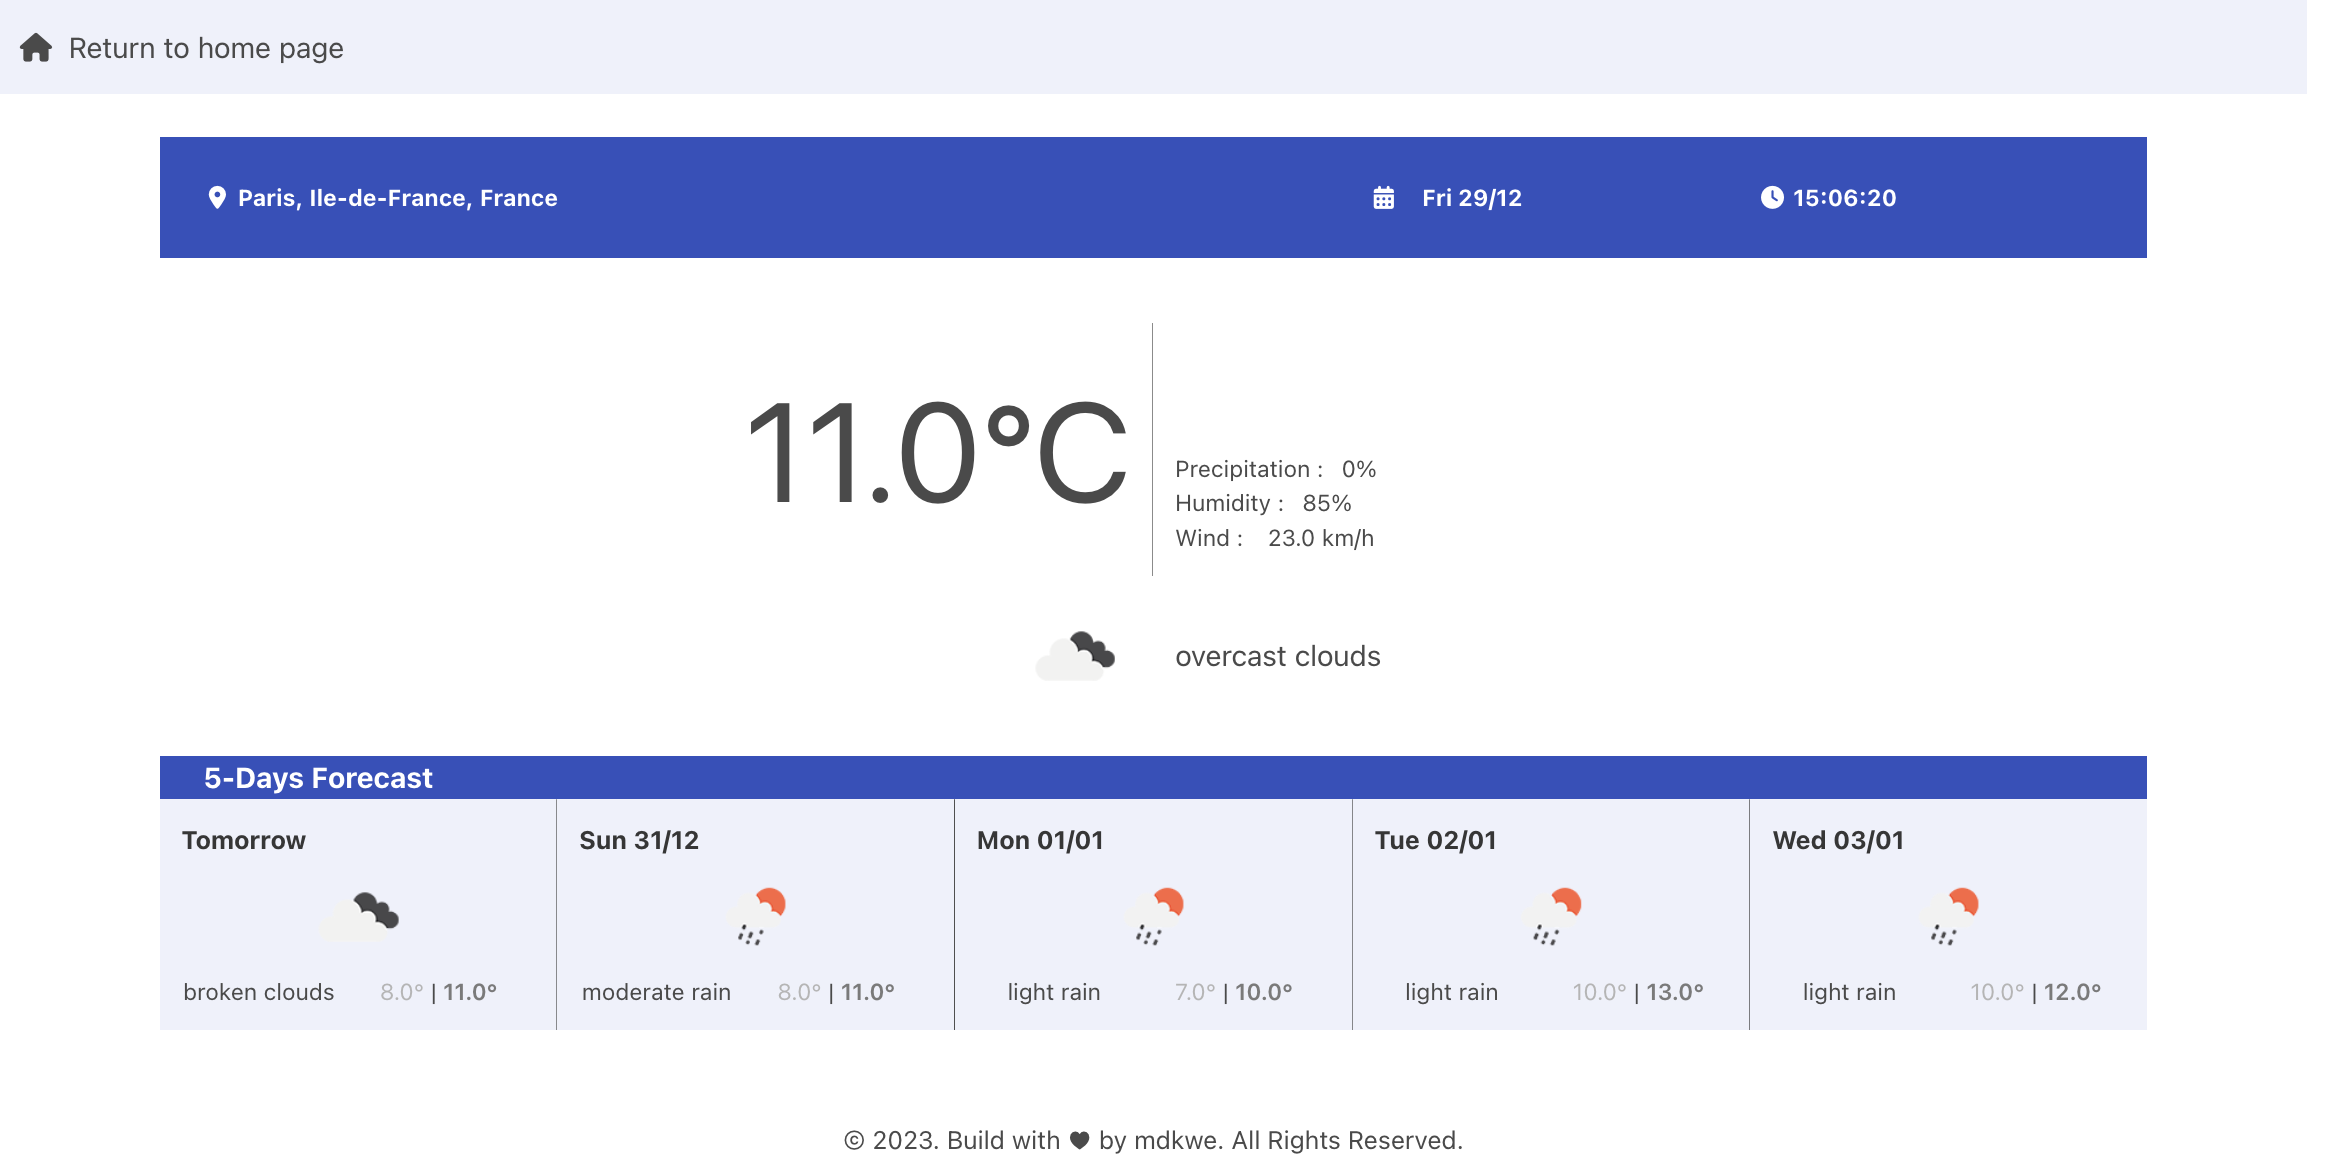 Return to home page
Paris, Ile-de-France, France Fri 29/12 15:06:20
11.0°C
Precipitation : 0%
Humidity : 85%
Wind : 23.0 km/h
overcast clouds
5-Days Forecast
Tomorrow
broken clouds 8.0° | 11.0°
Sun 31/12
moderate rain 8.0° | 11.0°
Mon 01/01
light rain 7.0° | 10.0°
Tue 02/01
light rain 10.0° | 13.0°
Wed 03/01
light rain 10.0° | 12.0°
© 2023. Build with ♥ by mdkwe. All Rights Reserved.